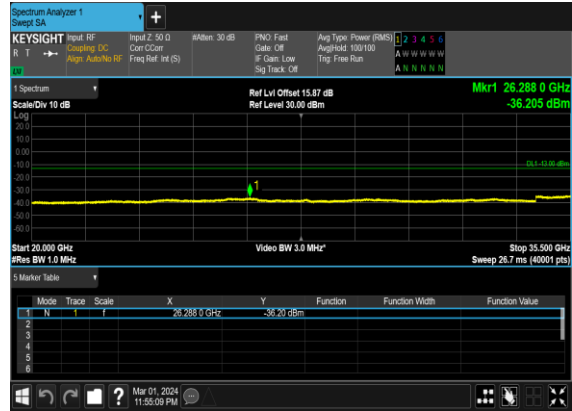 Spectrum Analyzer 1
Swept SA
+
KEYSIGHT Input: RF Input Z: 50 Ω #Atten: 30 dB PNO: Fast Avg Type: Power (RMS) 1 2 3 4 5 6
R T Coupling: DC Corr CCorr Gate: Off Avg|Hold: 100/100 A W W W W W
Align: Auto/No RF Freq Ref: Int (S) IF Gain: Low Trig: Free Run
Sig Track: Off A N N N N N
1 Spectrum Ref Lvl Offset 15.87 dB Mkr1 26.288 0 GHz
Scale/Div 10 dB Ref Level 30.00 dBm -36.205 dBm
Log
20.0
10.0
0.00
-10.0 DL1 -13.00 dBm
-20.0
1
-30.0
-40.0
-50.0
-60.0
Start 20.000 GHz Video BW 3.0 MHz* Stop 35.500 GHz
#Res BW 1.0 MHz Sweep 26.7 ms (40001 pts)
5 Marker Table
Mode Trace Scale X Y Function Function Width Function Value
1 N 1 f 26.288 0 GHz -36.20 dBm
2
3
4
5
6
? Mar 01, 2024
11:55:09 PM